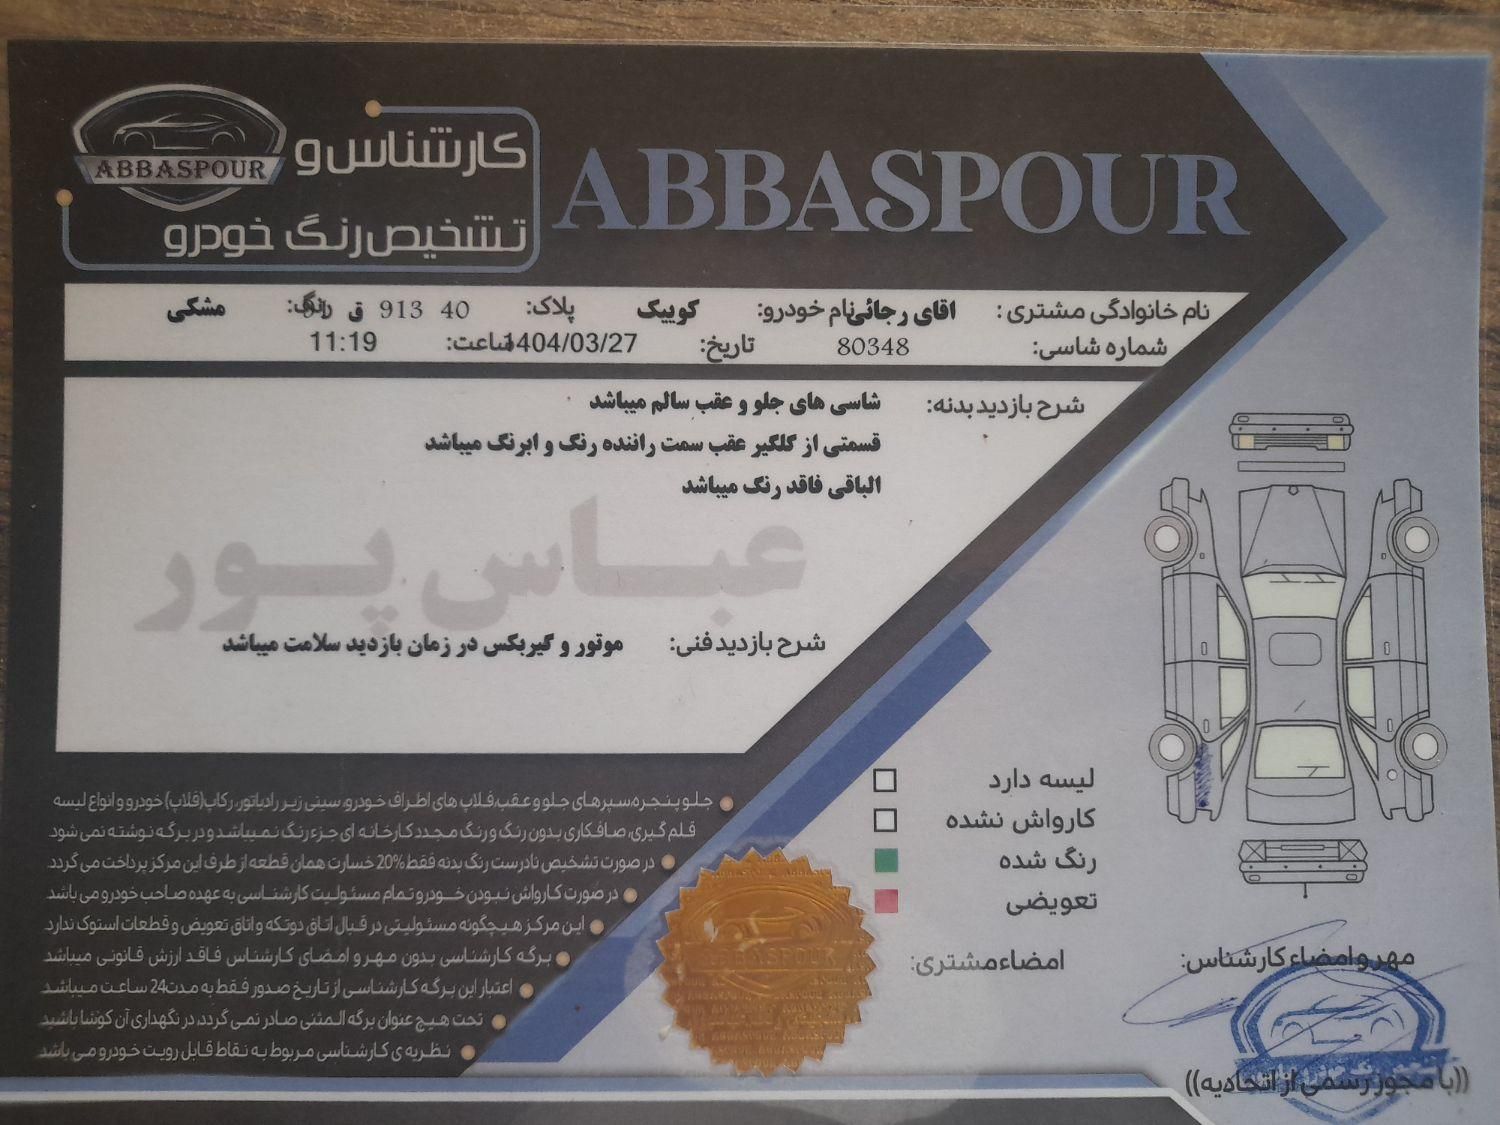 ABBASPOUR
کارشناسی و
تشخیص رنگ خودرو
ABBASPOUR
نام خانوادگی مشتری: اقای رجائی نام خودرو: کوییک پلاک: 40 913 ق رنگ: مشکی
شماره شاسی: 80348 تاریخ: 1404/03/27 ساعت: 11:19
شرح بازدید بدنه: شاسی های جلو و عقب سالم میباشد
قسمتی از گلگیر عقب سمت راننده رنگ و ابرنگ میباشد
الباقی فاقد رنگ میباشد
عباس پور
شرح بازدید فنی: موتور و گیربکس در زمان بازدید سلامت میباشد
لیسه دارد
کارواش نشده
رنگ شده
تعویضی
جلو پنجره، سپرهای جلو و عقب، قلاب های اطراف خودرو، سینی زیر رادیاتور، رکاب (قلاب) خودرو و انواع لیسه
قلم گیری، صافکاری بدون رنگ و رنگ مجدد کارخانه ای جزء رنگ نمیباشد و در برگه نوشته نمی شود.
در صورت تشخیص نادرست رنگ بدنه فقط 20% خسارت همان قطعه از طرف این مرکز پرداخت می گردد.
در صورت کارواش نبودن خودرو تمام مسئولیت کارشناسی به عهده صاحب خودرو می باشد
این مرکز هیچگونه مسئولیتی در قبال اتاق دوتکه و اتاق تعویض و قطعات استوک ندارد.
برگه کارشناسی بدون مهر و امضای کارشناس فاقد ارزش قانونی میباشد
اعتبار این برگه کارشناسی از تاریخ صدور فقط به مدت 24 ساعت میباشد
تحت هیچ عنوان برگه المثنی صادر نمی گردد، در نگهداری آن کوشا باشید
نظریه ی کارشناسی مربوط به نقاط قابل رویت خودرو می باشد
ABBASPOUR
امضاء مشتری:
مهر و امضاء کارشناس:
((با مجوز رسمی از اتحادیه))